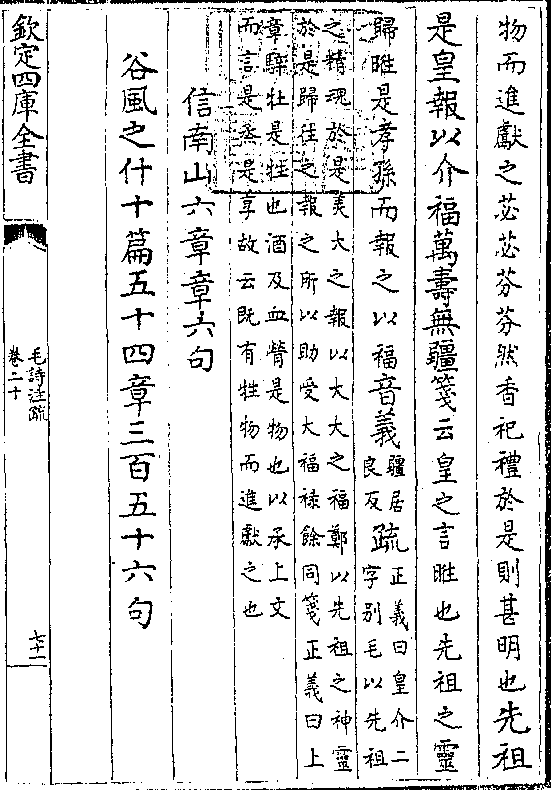 物而進獻之苾苾芬芬然香祀禮於是則甚明也先祖
是皇報以介福萬壽無疆箋云皇之言暀也先祖之靈
歸暀是孝孫而報之以福音義疆居良反疏正義曰皇介二字别毛以先祖
之精魂於是美大之報以大大之福鄭以先祖之神靈
於是歸往之報之所以助受大福祿餘同箋正義曰上
章騂牡是牲也酒及血膋是物也以承上文
而言是烝是享故云既有牲物而進獻之也
信南山六章章六句
谷風之什十篇五十四章三百五十六句
欽定四庫全書
毛詩注疏
卷二十
七十一